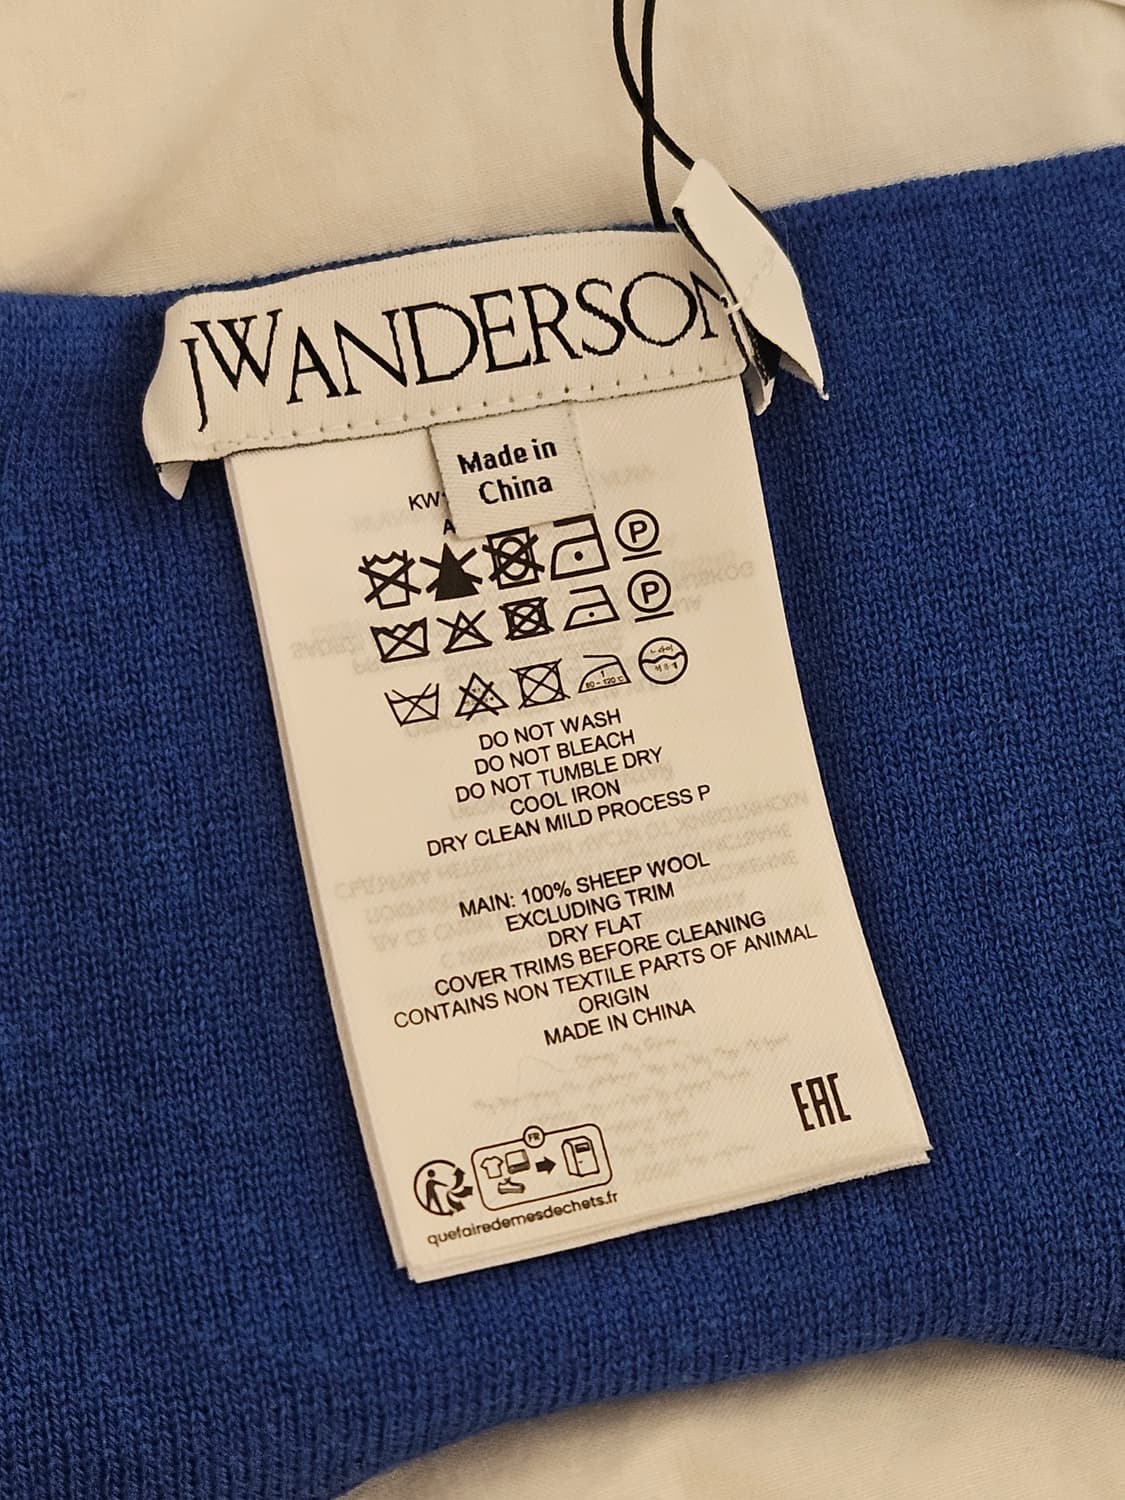 JWANDERSON
Made in
China
KW
A
P
P
DO NOT WASH
DO NOT BLEACH
DO NOT TUMBLE DRY
COOL IRON
DRY CLEAN MILD PROCESS P
MAIN: 100% SHEEP WOOL
EXCLUDING TRIM
DRY FLAT
COVER TRIMS BEFORE CLEANING
CONTAINS NON TEXTILE PARTS OF ANIMAL
ORIGIN
MADE IN CHINA
EAC
FR
quefairedemesdechets.fr